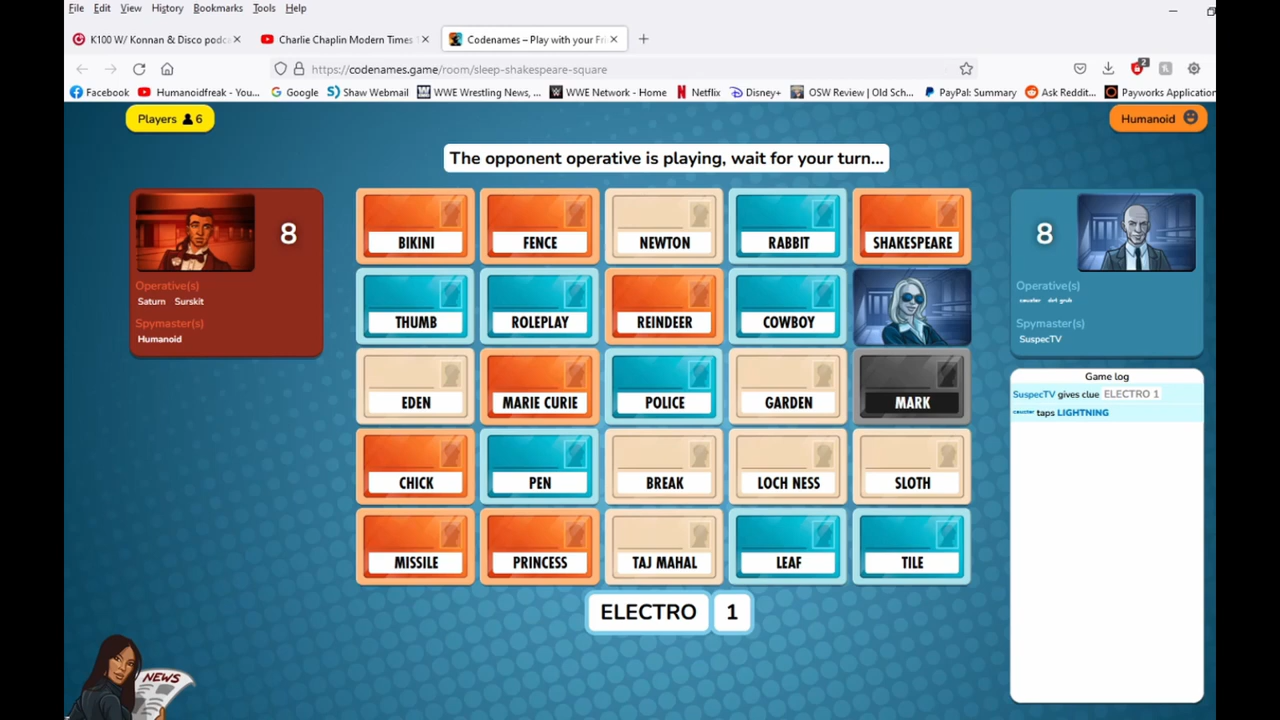 File Edit View History Bookmarks Tools Help
K100 W/ Konnan & Disco podca
Charlie Chaplin Modern Times
Codenames – Play with your Fri
https://codenames.game/room/sleep-shakespeare-square
2
Facebook
Humanoidfreak - You...
Google
Shaw Webmail
WWE Wrestling News, ...
WWE Network - Home
Netflix
Disney+
OSW Review | Old Sch...
PayPal: Summary
Ask Reddit...
Payworks Application
Players 6
Humanoid
The opponent operative is playing, wait for your turn...
8
Operative(s)
Saturn Surskit
Spymaster(s)
Humanoid
BIKINI FENCE NEWTON RABBIT SHAKESPEARE
THUMB ROLEPLAY REINDEER COWBOY
EDEN MARIE CURIE POLICE GARDEN MARK
CHICK PEN BREAK LOCH NESS SLOTH
MISSILE PRINCESS TAJ MAHAL LEAF TILE
ELECTRO 1
8
Operative(s)
Spymaster(s)
SuspecTV
Game log
SuspecTV gives clue ELECTRO 1
taps LIGHTNING
NEWS